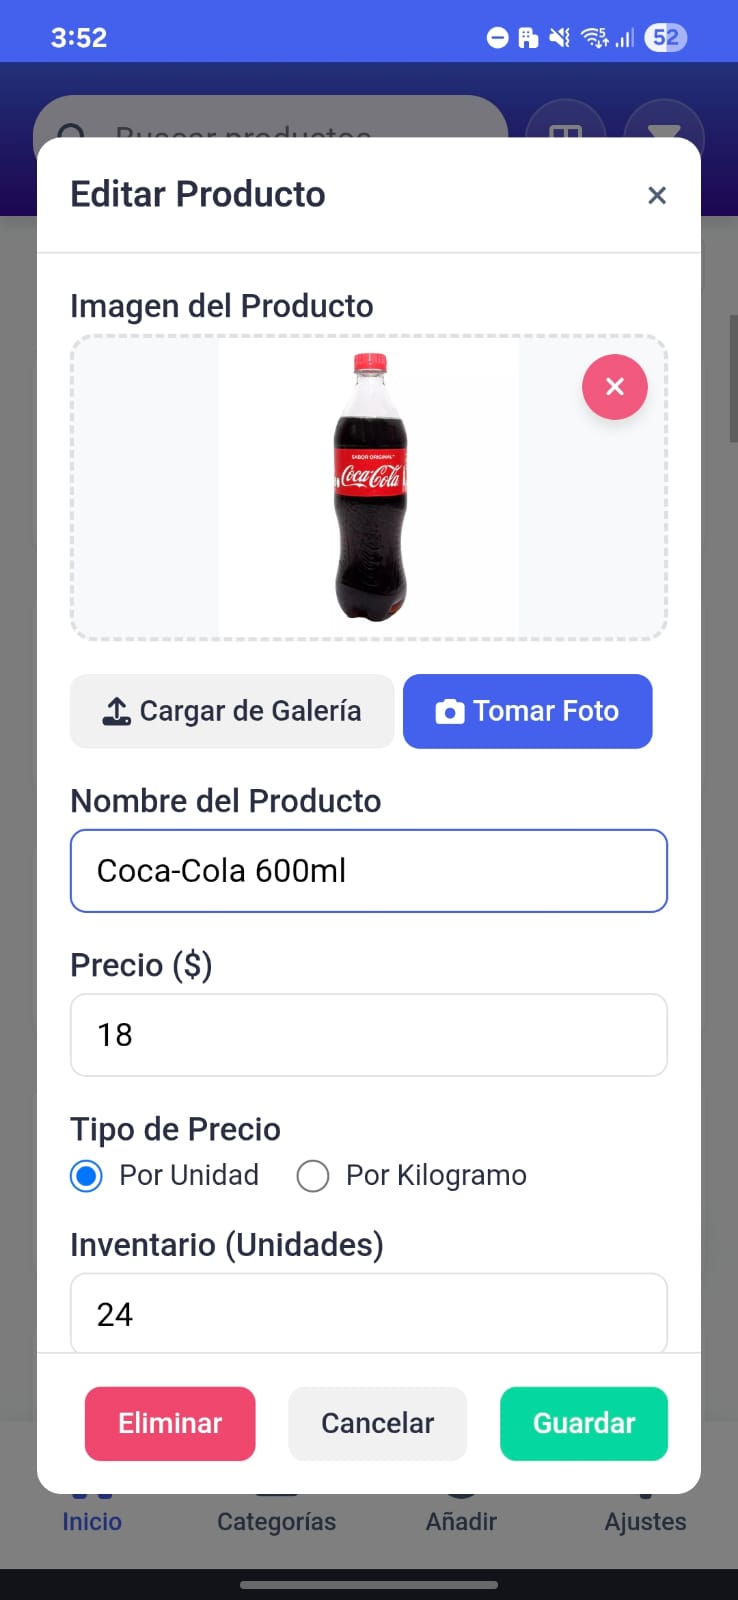 3:52
52
Buscar productos
Editar Producto
Imagen del Producto
SABOR ORIGINAL
Coca-Cola
Cargar de Galería
Tomar Foto
Nombre del Producto
Coca-Cola 600ml
Precio ($)
18
Tipo de Precio
Por Unidad
Por Kilogramo
Inventario (Unidades)
24
Eliminar
Cancelar
Guardar
Inicio
Categorías
Añadir
Ajustes